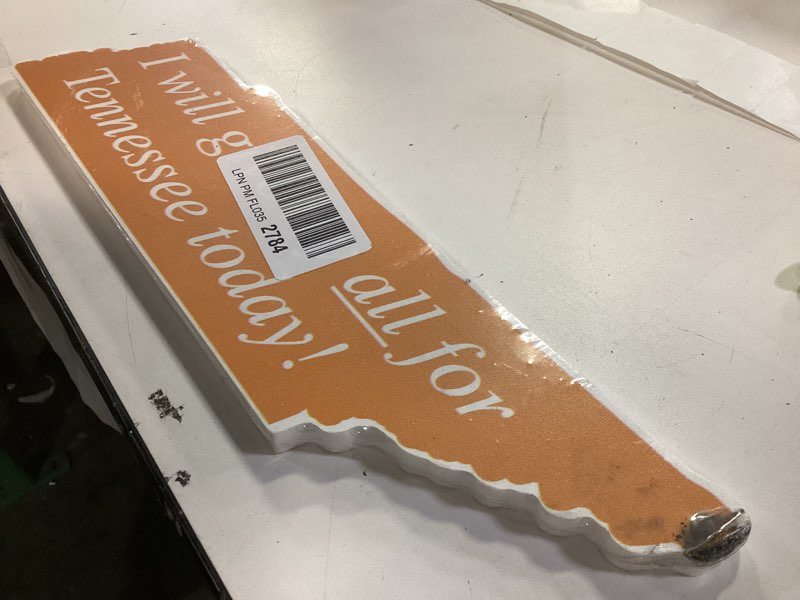 I will g all for
Tennessee today!
LPN PM FL035 2784